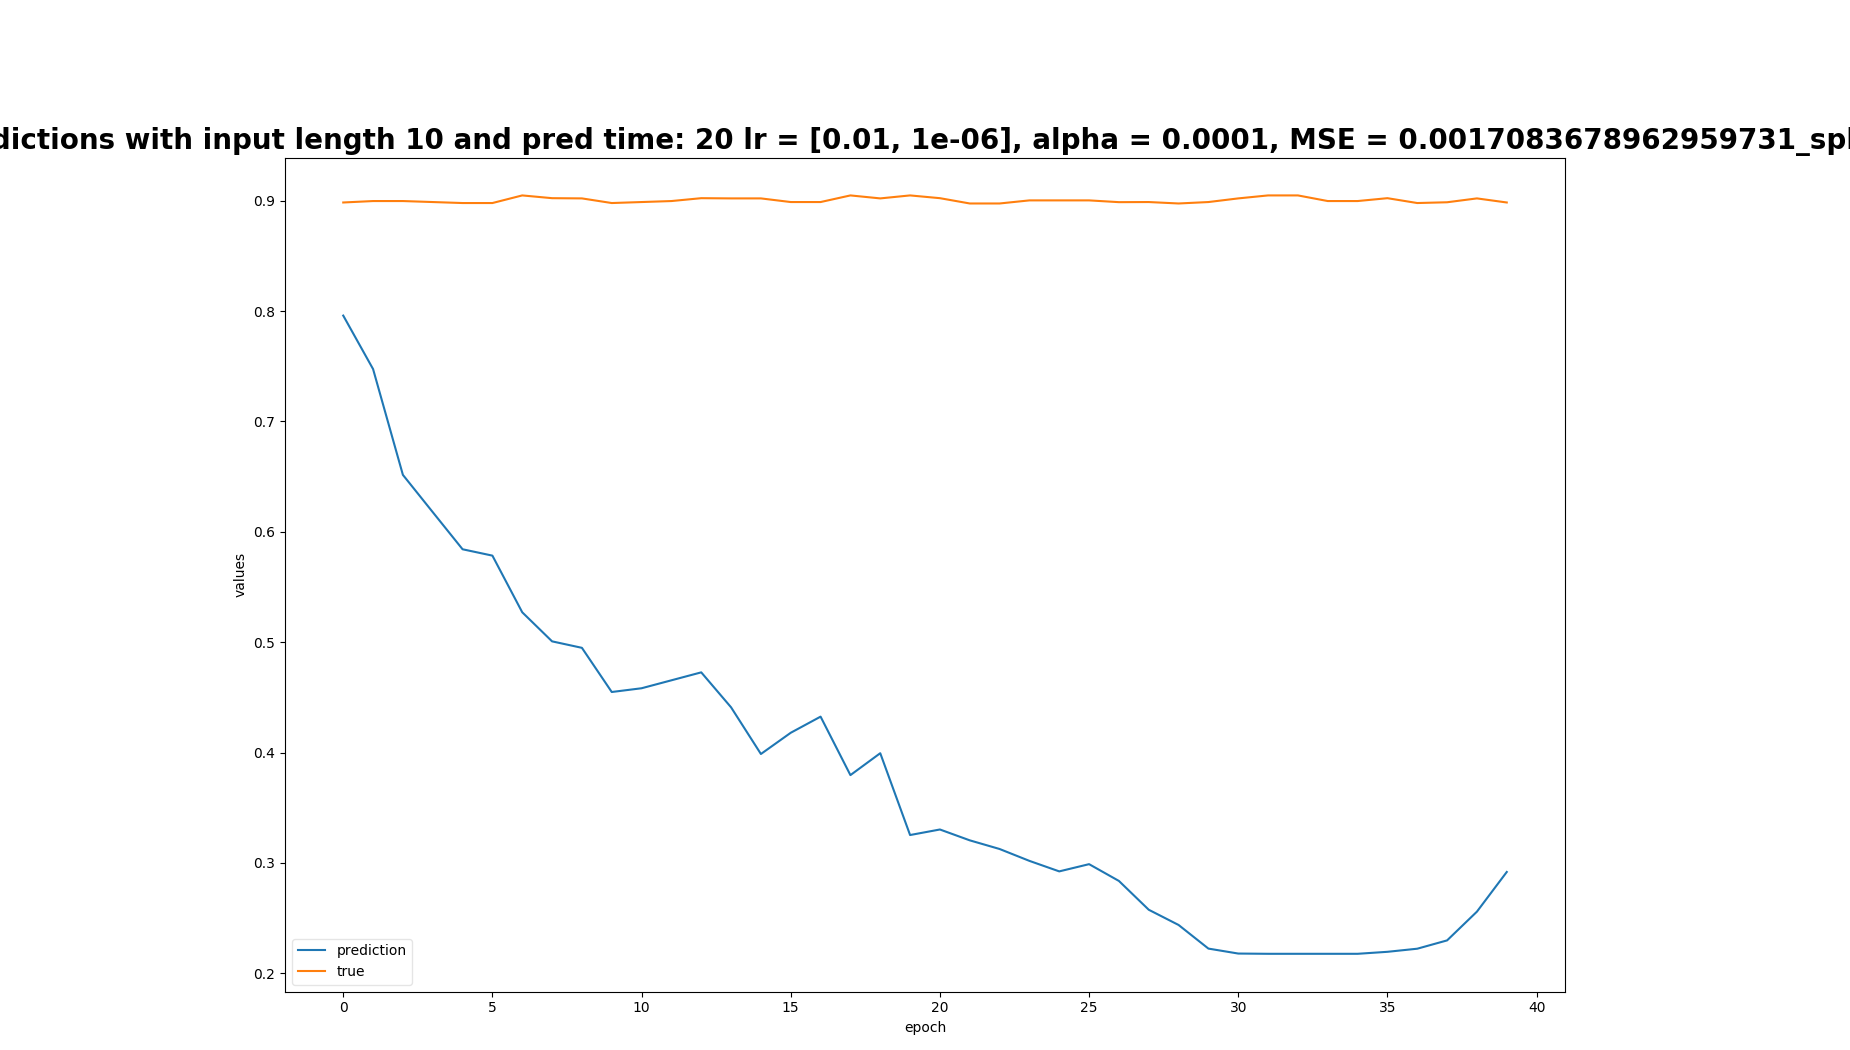 dictions with input length 10 and pred time: 20 lr = [0.01, 1e-06], alpha = 0.0001, MSE = 0.0017083678962959731_spl
0.9
0.8
0.7
0.6
0.5
0.4
0.3
0.2
values
prediction
true
0 5 10 15 20 25 30 35 40
epoch